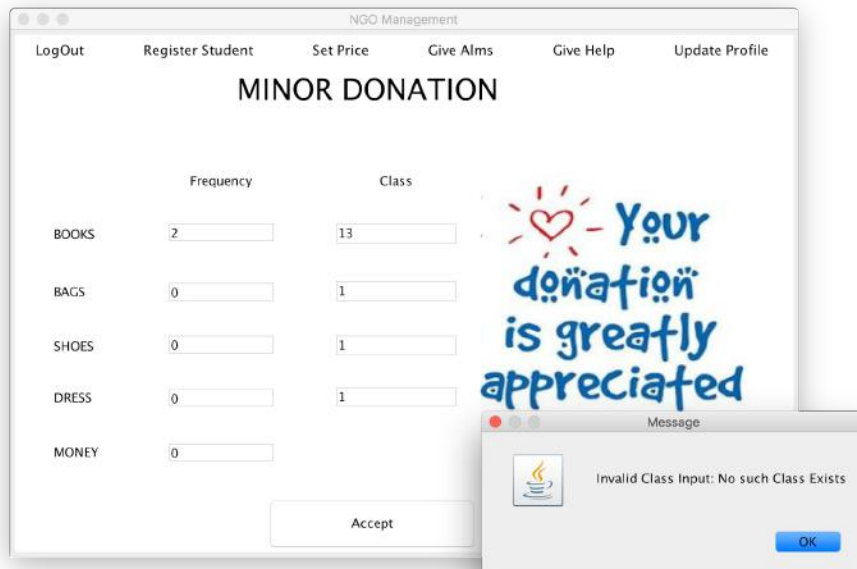 NGO Management
LogOut Register Student Set Price Give Alms Give Help Update Profile
MINOR DONATION
Frequency Class
BOOKS 2 13
BAGS 0 1
SHOES 0 1
DRESS 0 1
MONEY 0
Accept
Your
donation
is greatly
appreciated
Message
Invalid Class Input: No such Class Exists
OK